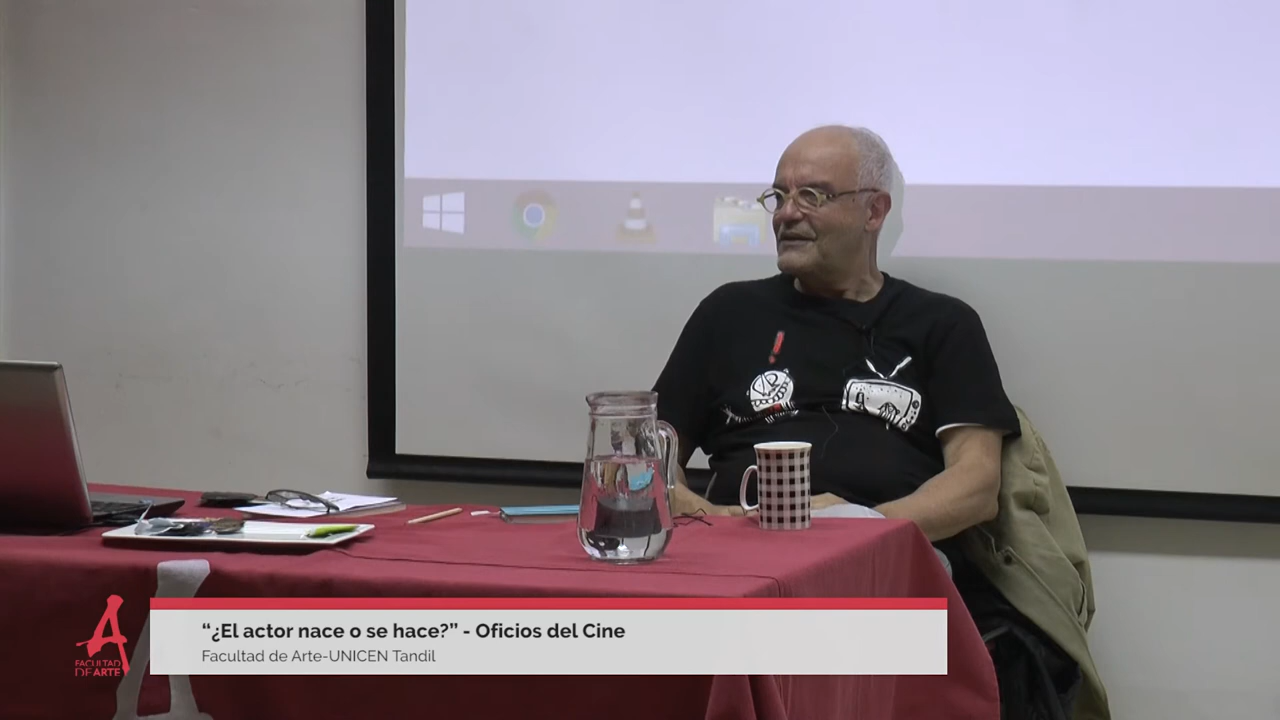 “¿El actor nace o se hace?” - Oficios del Cine
Facultad de Arte-UNICEN Tandil
FACULTAD
DE ARTE